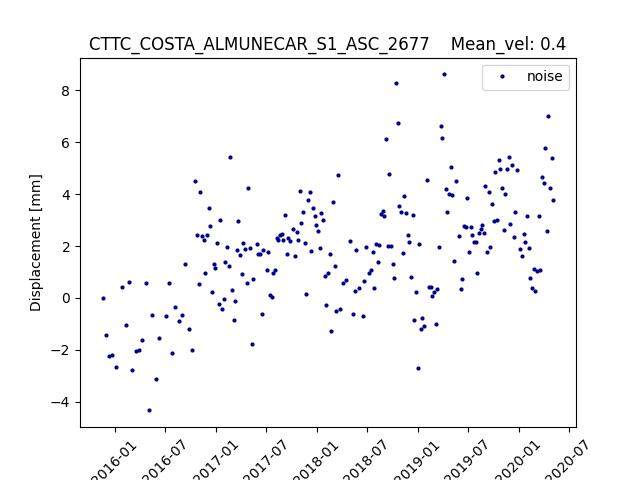 CTTC_COSTA_ALMUNECAR_S1_ASC_2677 Mean_vel: 0.4
noise
Displacement [mm]
8
6
4
2
0
−2
−4
2016-01 2016-07 2017-01 2017-07 2018-01 2018-07 2019-01 2019-07 2020-01 2020-07